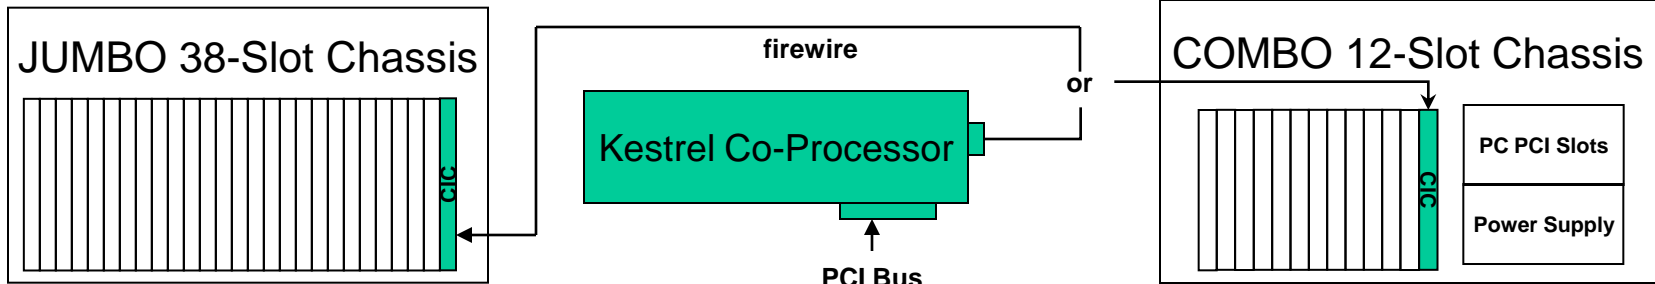 JUMBO 38-Slot Chassis
CIC
firewire
or
Kestrel Co-Processor
PCI Bus
COMBO 12-Slot Chassis
CIC
PC PCI Slots
Power Supply